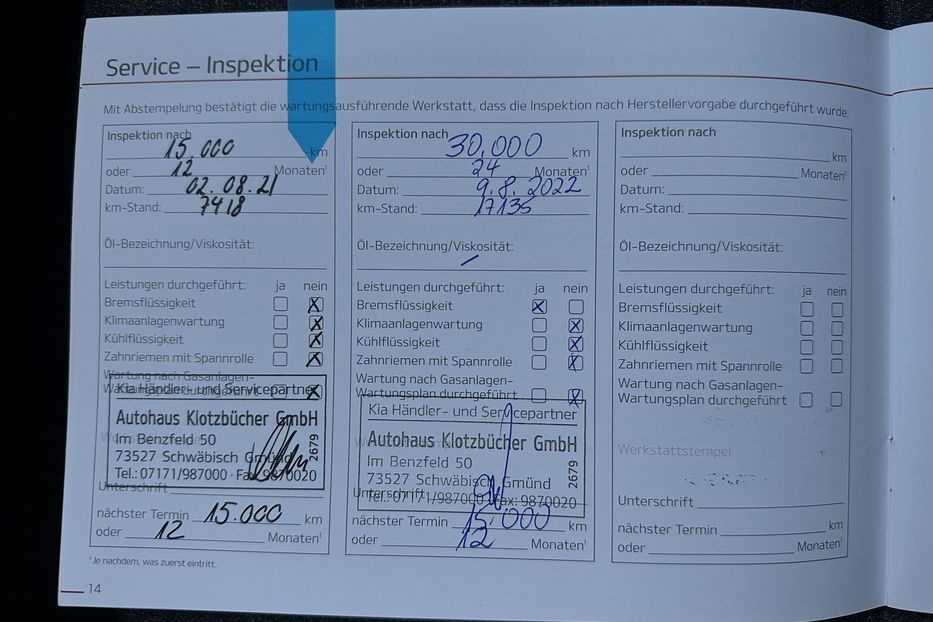 Service – Inspektion
Mit Abstempelung bestätigt die wartungsausführende Werkstatt, dass die Inspektion nach Herstellervorgabe durchgeführt wurde.
Inspektion nach
15.000 km
oder 12 Monaten¹
Datum: 02.08.21
km-Stand: 7418
Öl-Bezeichnung/Viskosität:
Leistungen durchgeführt: ja nein
Bremsflüssigkeit X
Klimaanlagenwartung X
Kühlflüssigkeit X
Zahnriemen mit Spannrolle X
Wartung nach Gasanlagen-
Wartungsplan durchgeführt X
Kia Händler- und Servicepartner
Autohaus Klotzbücher GmbH
Im Benzfeld 50
73527 Schwäbisch Gmünd
Tel.: 07171/987000 · Fax: 9870020
2679
Unterschrift
nächster Termin 15.000 km
oder 12 Monaten¹
Inspektion nach
30.000 km
oder 24 Monaten¹
Datum: 9.8.2022
km-Stand: 17135
Öl-Bezeichnung/Viskosität:
Leistungen durchgeführt: ja nein
Bremsflüssigkeit X
Klimaanlagenwartung X
Kühlflüssigkeit X
Zahnriemen mit Spannrolle X
Wartung nach Gasanlagen-
Wartungsplan durchgeführt X
Kia Händler- und Servicepartner
Autohaus Klotzbücher GmbH
Im Benzfeld 50
73527 Schwäbisch Gmünd
Tel.: 07171/987000 · Fax: 9870020
2679
Unterschrift
nächster Termin 15.000 km
oder 12 Monaten¹
Inspektion nach
km
oder Monaten¹
Datum:
km-Stand:
Öl-Bezeichnung/Viskosität:
Leistungen durchgeführt: ja nein
Bremsflüssigkeit
Klimaanlagenwartung
Kühlflüssigkeit
Zahnriemen mit Spannrolle
Wartung nach Gasanlagen-
Wartungsplan durchgeführt
Werkstattstempel
Unterschrift
nächster Termin km
oder Monaten¹
¹ Je nachdem, was zuerst eintritt.
14